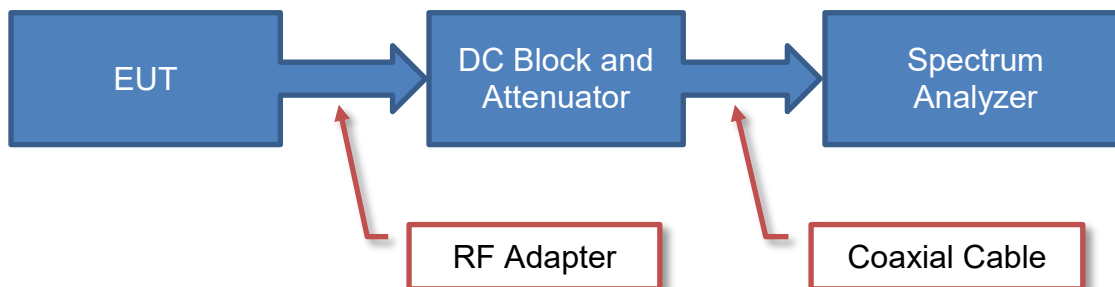 EUT
DC Block and
Attenuator
Spectrum
Analyzer
RF Adapter
Coaxial Cable